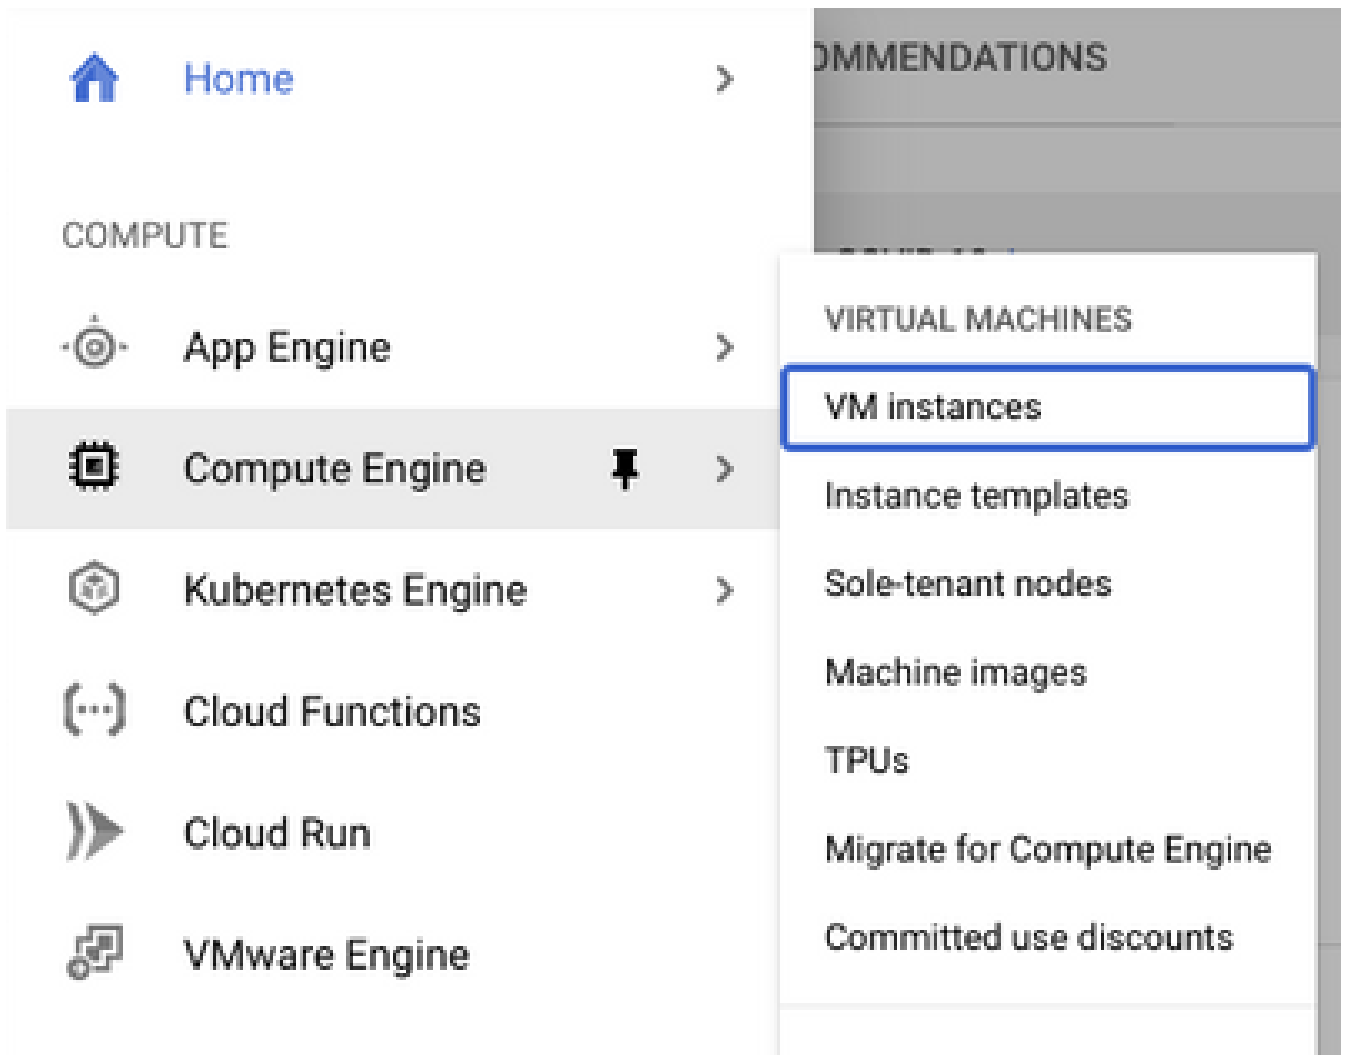 Home
OMMENDATIONS
COMPUTE
App Engine
Compute Engine
Kubernetes Engine
Cloud Functions
Cloud Run
VMware Engine
VIRTUAL MACHINES
VM instances
Instance templates
Sole-tenant nodes
Machine images
TPUs
Migrate for Compute Engine
Committed use discounts